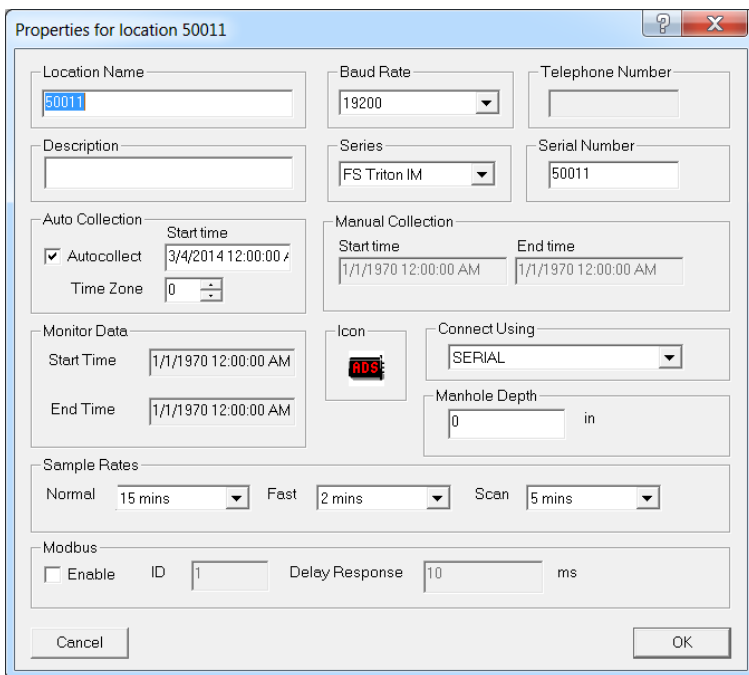 Properties for location 50011
Location Name
50011
Baud Rate
19200
Telephone Number
Description
Series
FS Triton IM
Serial Number
50011
Auto Collection
Start time
Autocollect
3/4/2014 12:00:00 A
Time Zone
0
Manual Collection
Start time
End time
1/1/1970 12:00:00 AM
1/1/1970 12:00:00 AM
Monitor Data
Start Time
1/1/1970 12:00:00 AM
End Time
1/1/1970 12:00:00 AM
Icon
ADS
Connect Using
SERIAL
Manhole Depth
0
in
Sample Rates
Normal
15 mins
Fast
2 mins
Scan
5 mins
Modbus
Enable
ID
1
Delay Response
10
ms
Cancel
OK